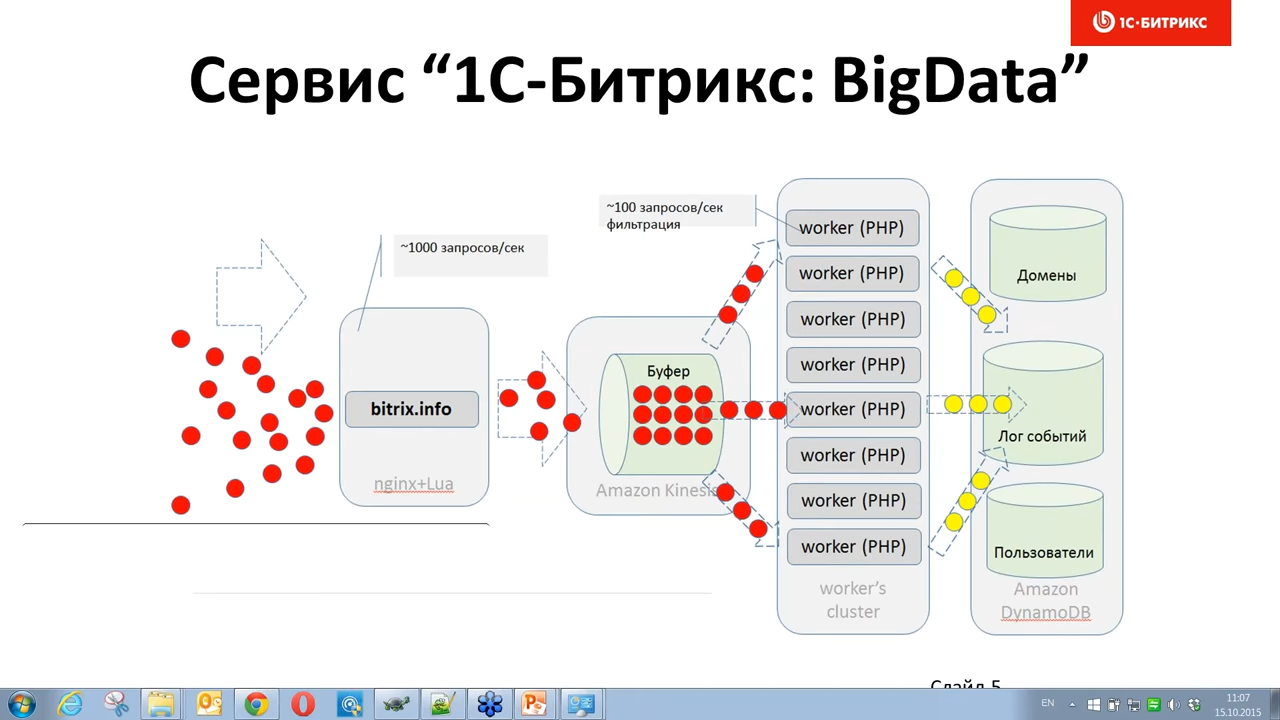 1С·БИТРИКС
Сервис “1С-Битрикс: BigData”
~1000 запросов/сек
~100 запросов/сек
фильтрация
bitrix.info
nginx+Lua
Буфер
Amazon Kinesis
worker (PHP)
worker (PHP)
worker (PHP)
worker (PHP)
worker (PHP)
worker (PHP)
worker (PHP)
worker (PHP)
worker’s
cluster
Домены
Лог событий
Пользователи
Amazon
DynamoDB
Слайд 5
EN
11:07
15.10.2015